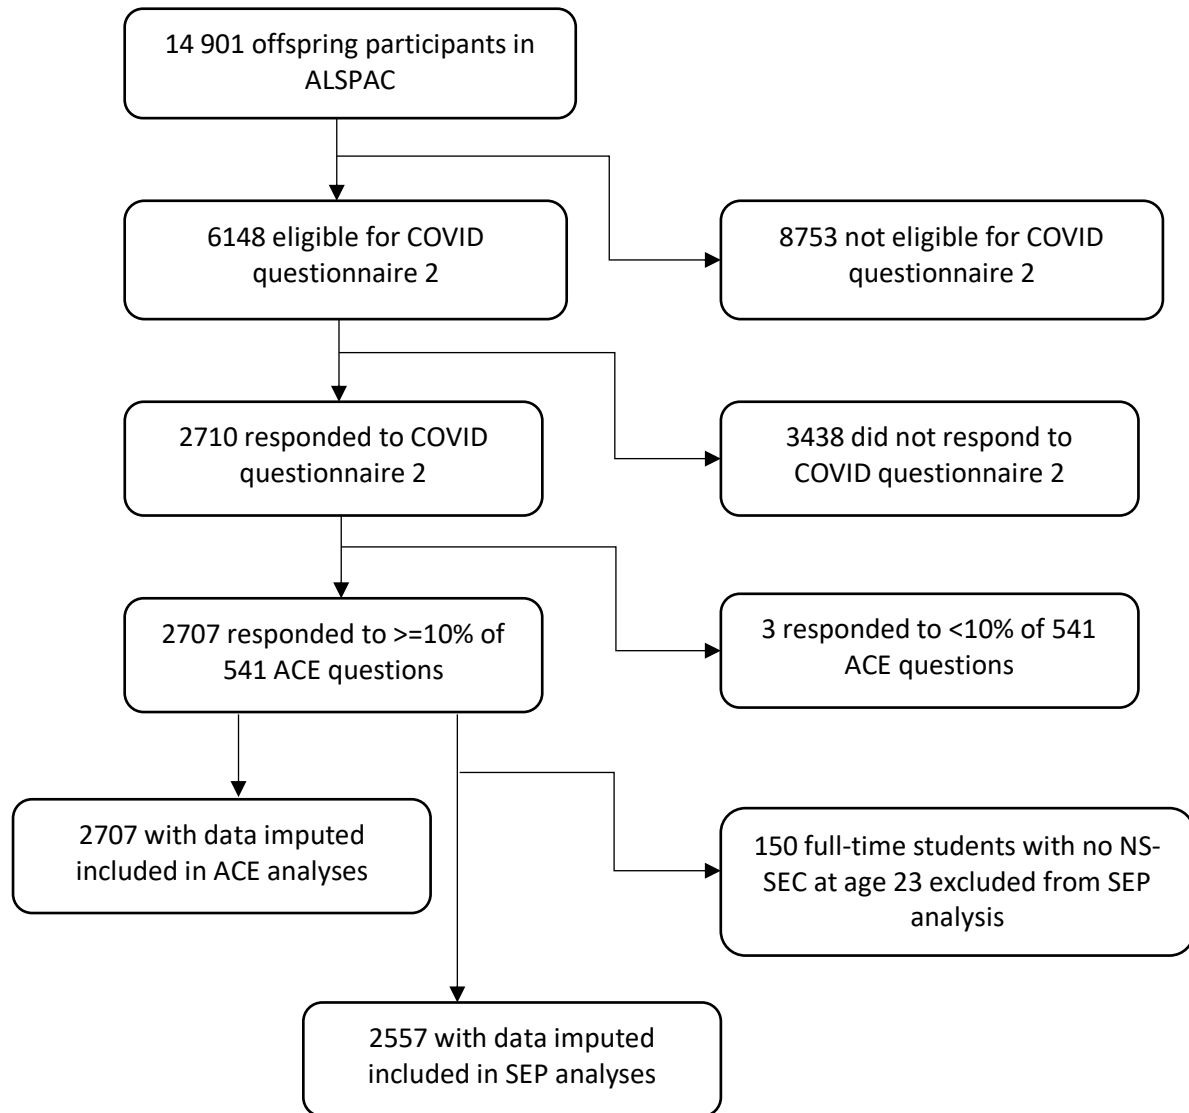 14 901 offspring participants in
ALSPAC
6148 eligible for COVID
questionnaire 2
8753 not eligible for COVID
questionnaire 2
2710 responded to COVID
questionnaire 2
3438 did not respond to
COVID questionnaire 2
2707 responded to >=10% of
541 ACE questions
3 responded to <10% of 541
ACE questions
2707 with data imputed
included in ACE analyses
150 full-time students with no NS-
SEC at age 23 excluded from SEP
analysis
2557 with data imputed
included in SEP analyses